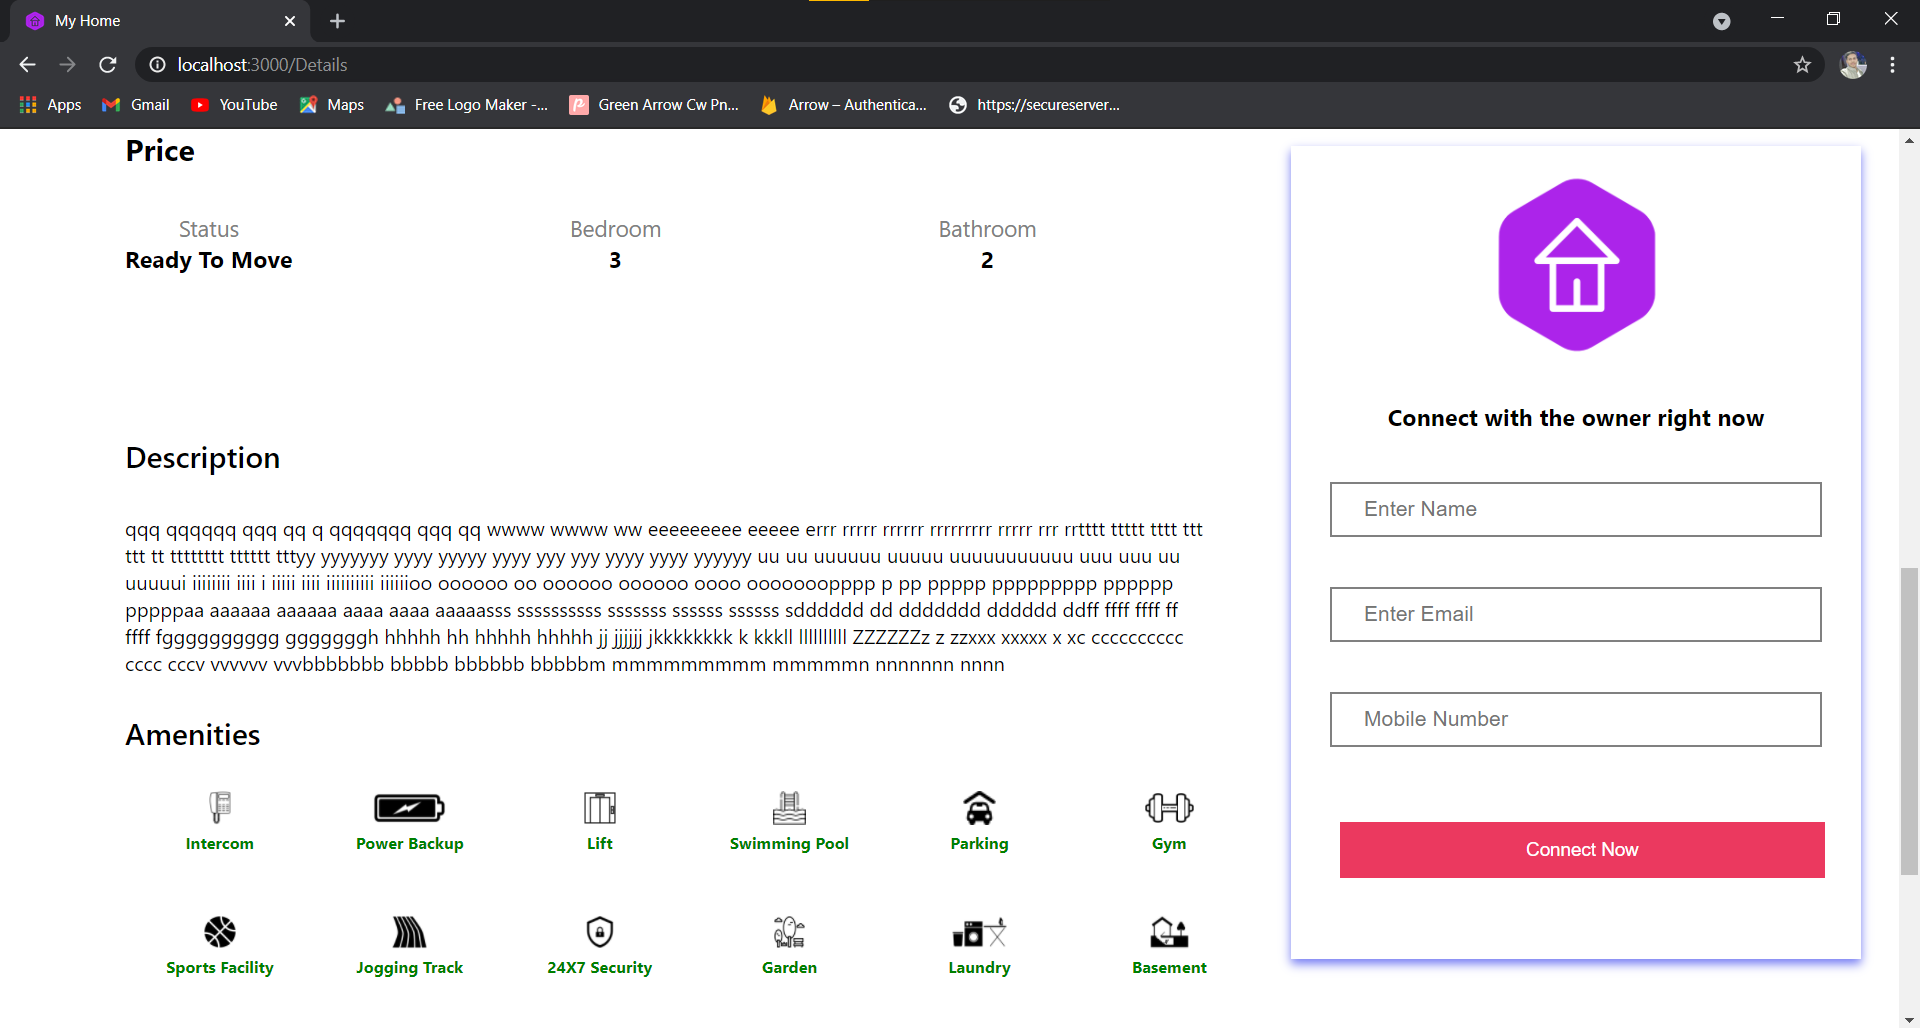 My Home
localhost:3000/Details
Apps
Gmail
YouTube
Maps
Free Logo Maker -...
Green Arrow Cw Pn...
Arrow – Authentica...
https://secureserver...
Price
Status
Bedroom
Bathroom
Ready To Move
3
2
Description
qqq qqqqqq qqq qq q qqqqqqq qqq qq wwww wwww ww eeeeeeeee eeeee errr rrrrr rrrrrr rrrrrrrrr rrrrr rrr rrtttt ttttt tttt ttt
ttt tt tttttttt tttttt tttyy yyyyyyy yyyy yyyyy yyyy yyy yyy yyyy yyyy yyyyyy uu uu uuuuuu uuuuu uuuuuuuuuuu uuu uuu uu
uuuuui iiiiiiii iiii i iiiii iiii iiiiiiiiii iiiiiioo oooooo oo oooooo oooooo oooo ooooooopppp p pp ppppp pppppppppp pppppp
pppppaa aaaaaa aaaaaa aaaa aaaa aaaaasss ssssssssss sssssss ssssss ssssss sdddddd dd ddddddd dddddd ddff ffff ffff ff
ffff fgggggggggg gggggggh hhhhh hh hhhhh hhhhh jj jjjjjj jkkkkkkkk k kkkll llllllllll ZZZZZZz z zzxxx xxxxx x xc cccccccccc
cccc cccv vvvvvv vvvbbbbbbb bbbbb bbbbbb bbbbbm mmmmmmmmm mmmmmn nnnnnnn nnnn
Amenities
Intercom
Power Backup
Lift
Swimming Pool
Parking
Gym
Sports Facility
Jogging Track
24X7 Security
Garden
Laundry
Basement
Connect with the owner right now
Enter Name
Enter Email
Mobile Number
Connect Now